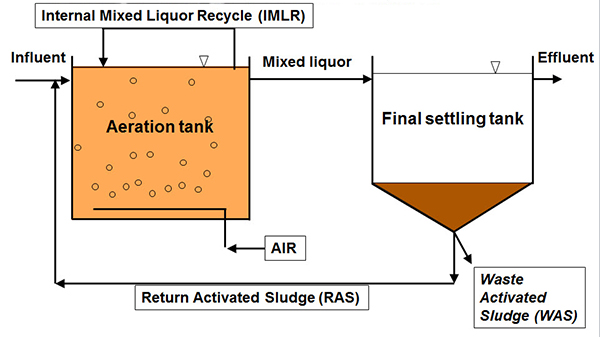 Internal Mixed Liquor Recycle (IMLR)
Influent
Mixed liquor
Effluent
Aeration tank
Final settling tank
AIR
Return Activated Sludge (RAS)
Waste
Activated
Sludge (WAS)